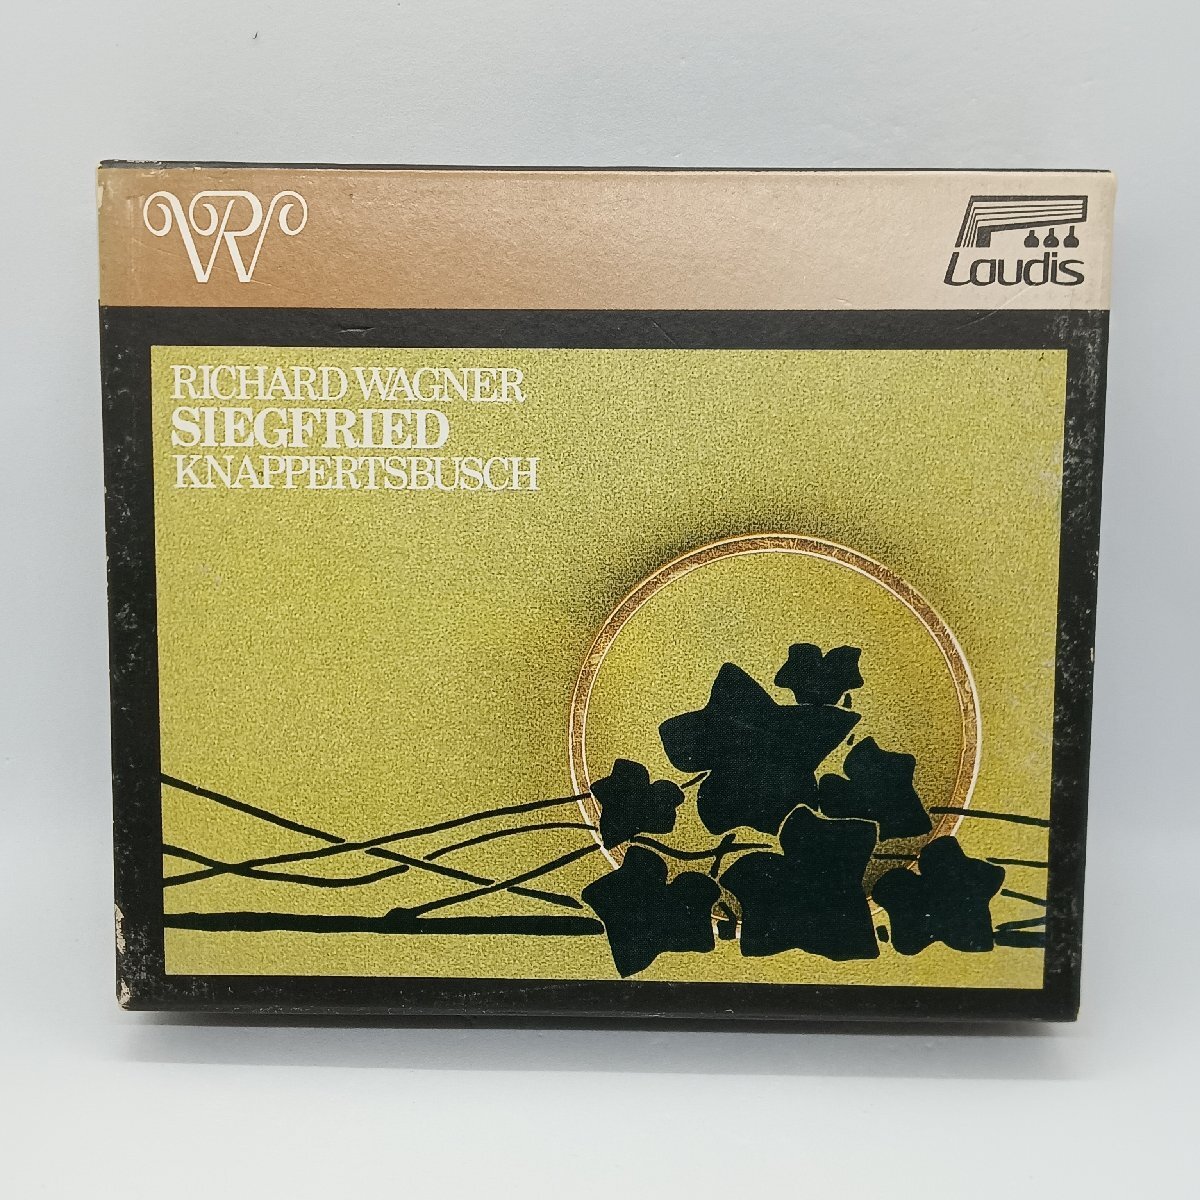 RW
Laudis
RICHARD WAGNER
SIEGFRIED
KNAPPERTSBUSCH